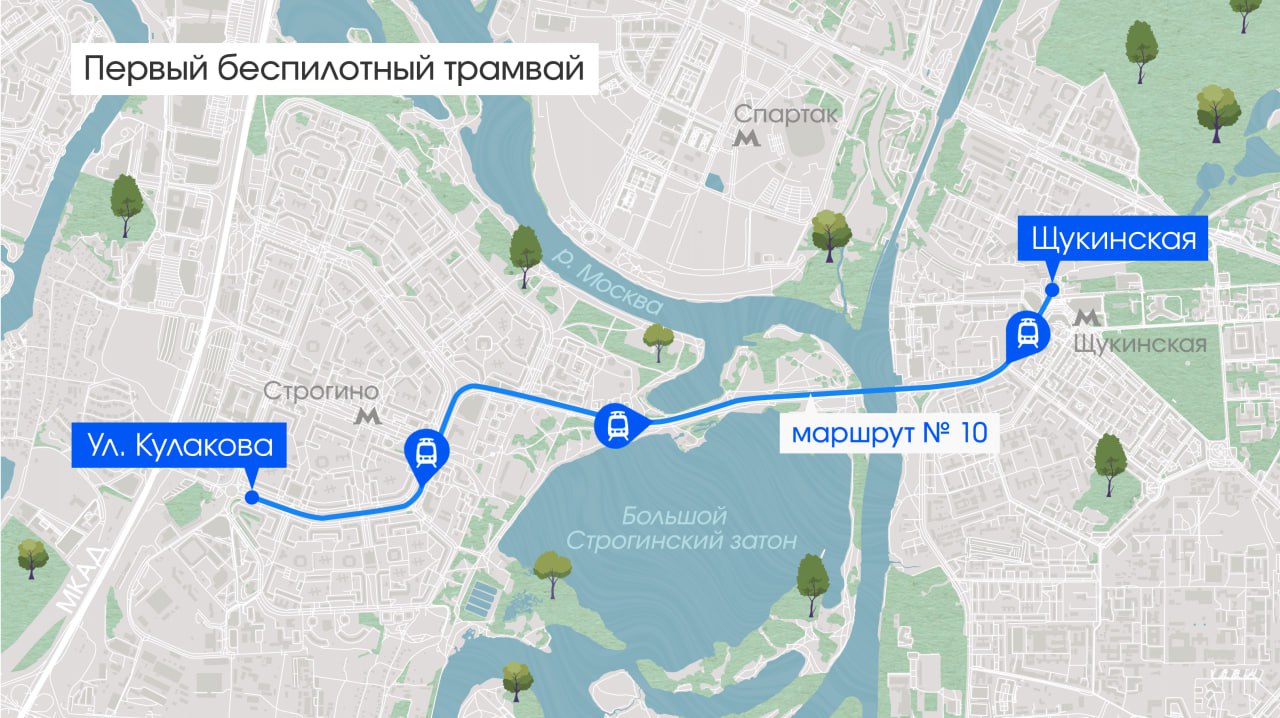 Первый беспилотный трамвай
Спартак
р. Москва
Щукинская
Щукинская
Строгино
Ул. Кулакова
маршрут № 10
Большой
Строгинский затон
МКАД